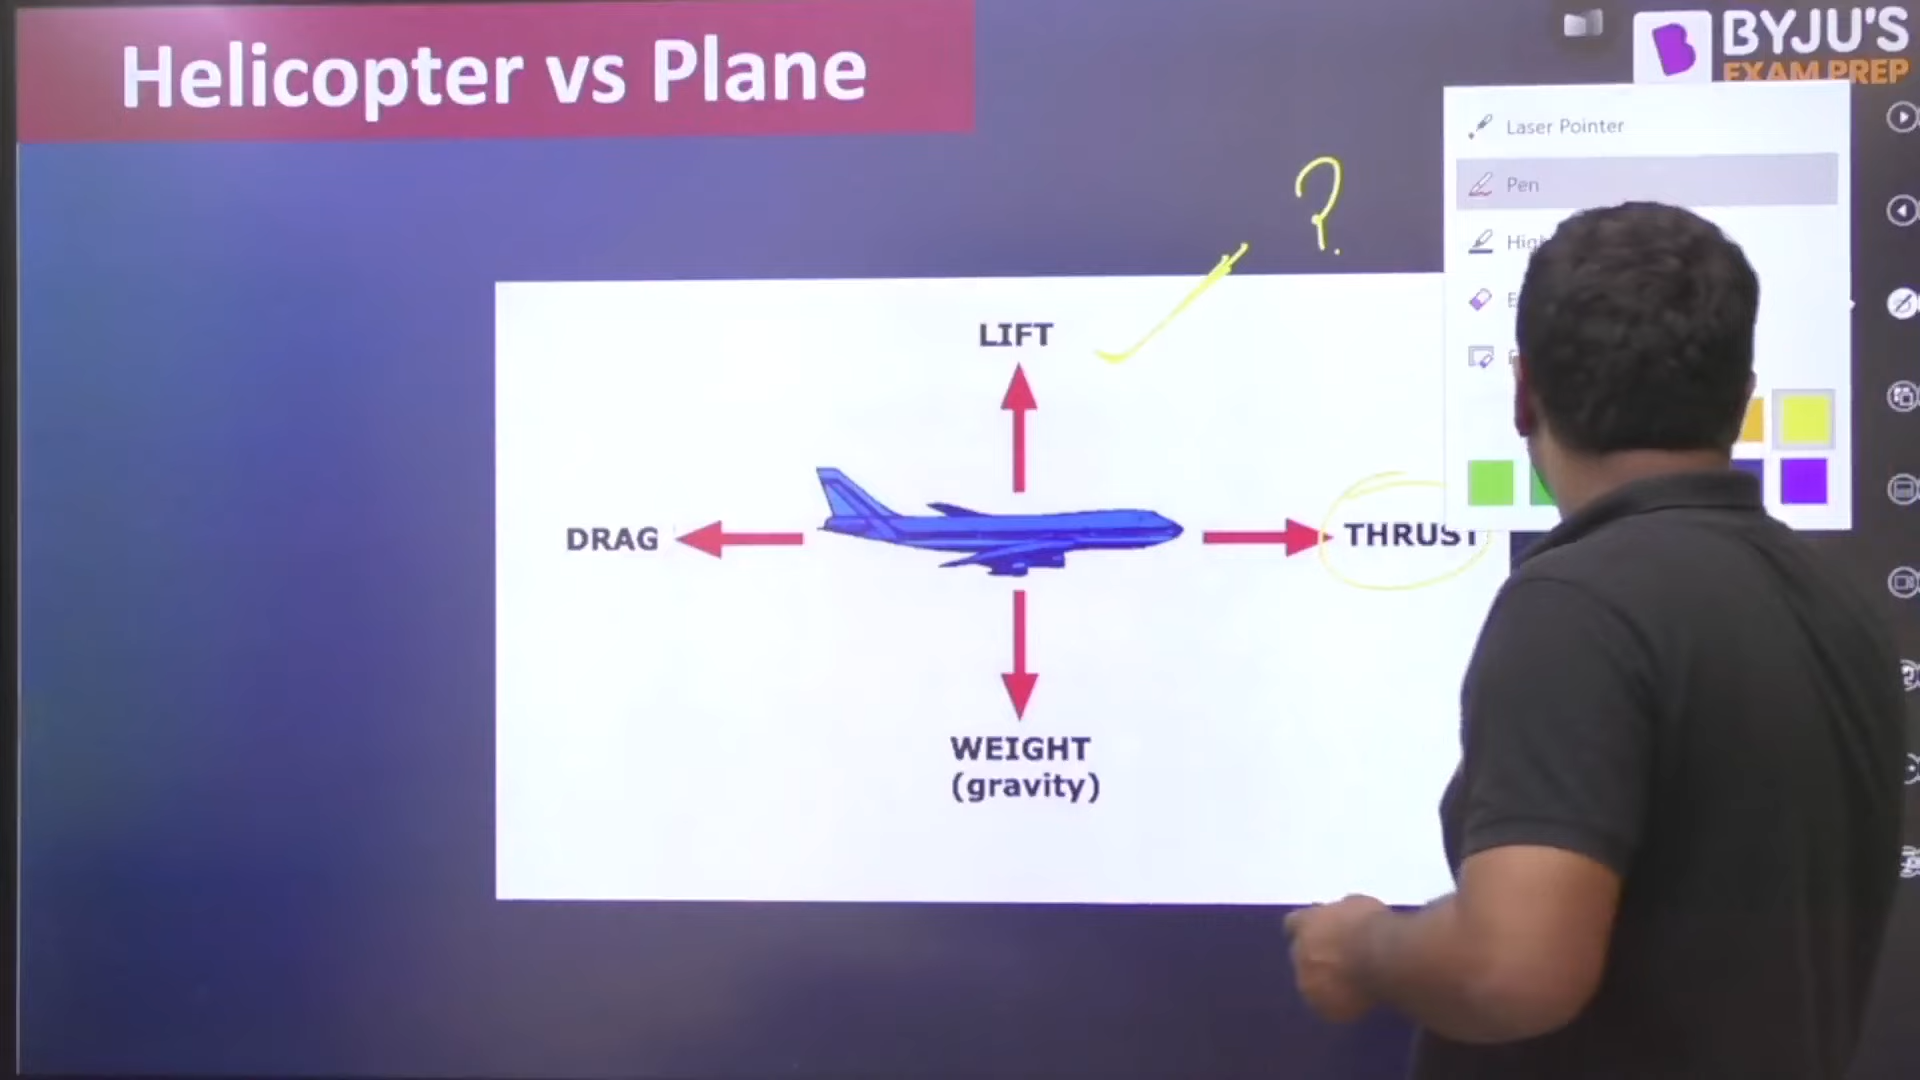 Helicopter vs Plane
BYJU'S
EXAM PREP
Laser Pointer
Pen
?
LIFT
DRAG
THRUST
WEIGHT
(gravity)